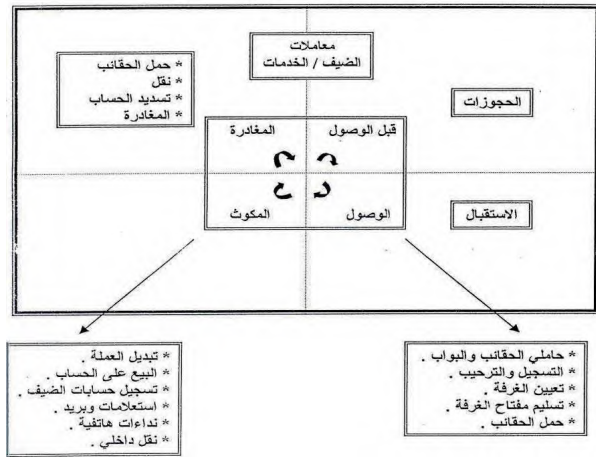 معاملات
الضيف / الخدمات
* حمل الحقائب
* نقل
* تسديد الحساب
* المغادرة
الحجوزات
قبل الوصول
المغادرة
الوصول
المكوث
الاستقبال
* حاملي الحقائب والبواب .
* التسجيل والترحيب .
* تعيين الغرفة .
* تسليم مفتاح الغرفة .
* حمل الحقائب .
* تبديل العملة .
* البيع على الحساب .
* تسجيل حسابات الضيف .
* استعلامات وبريد .
* نداءات هاتفية .
* نقل داخلي .